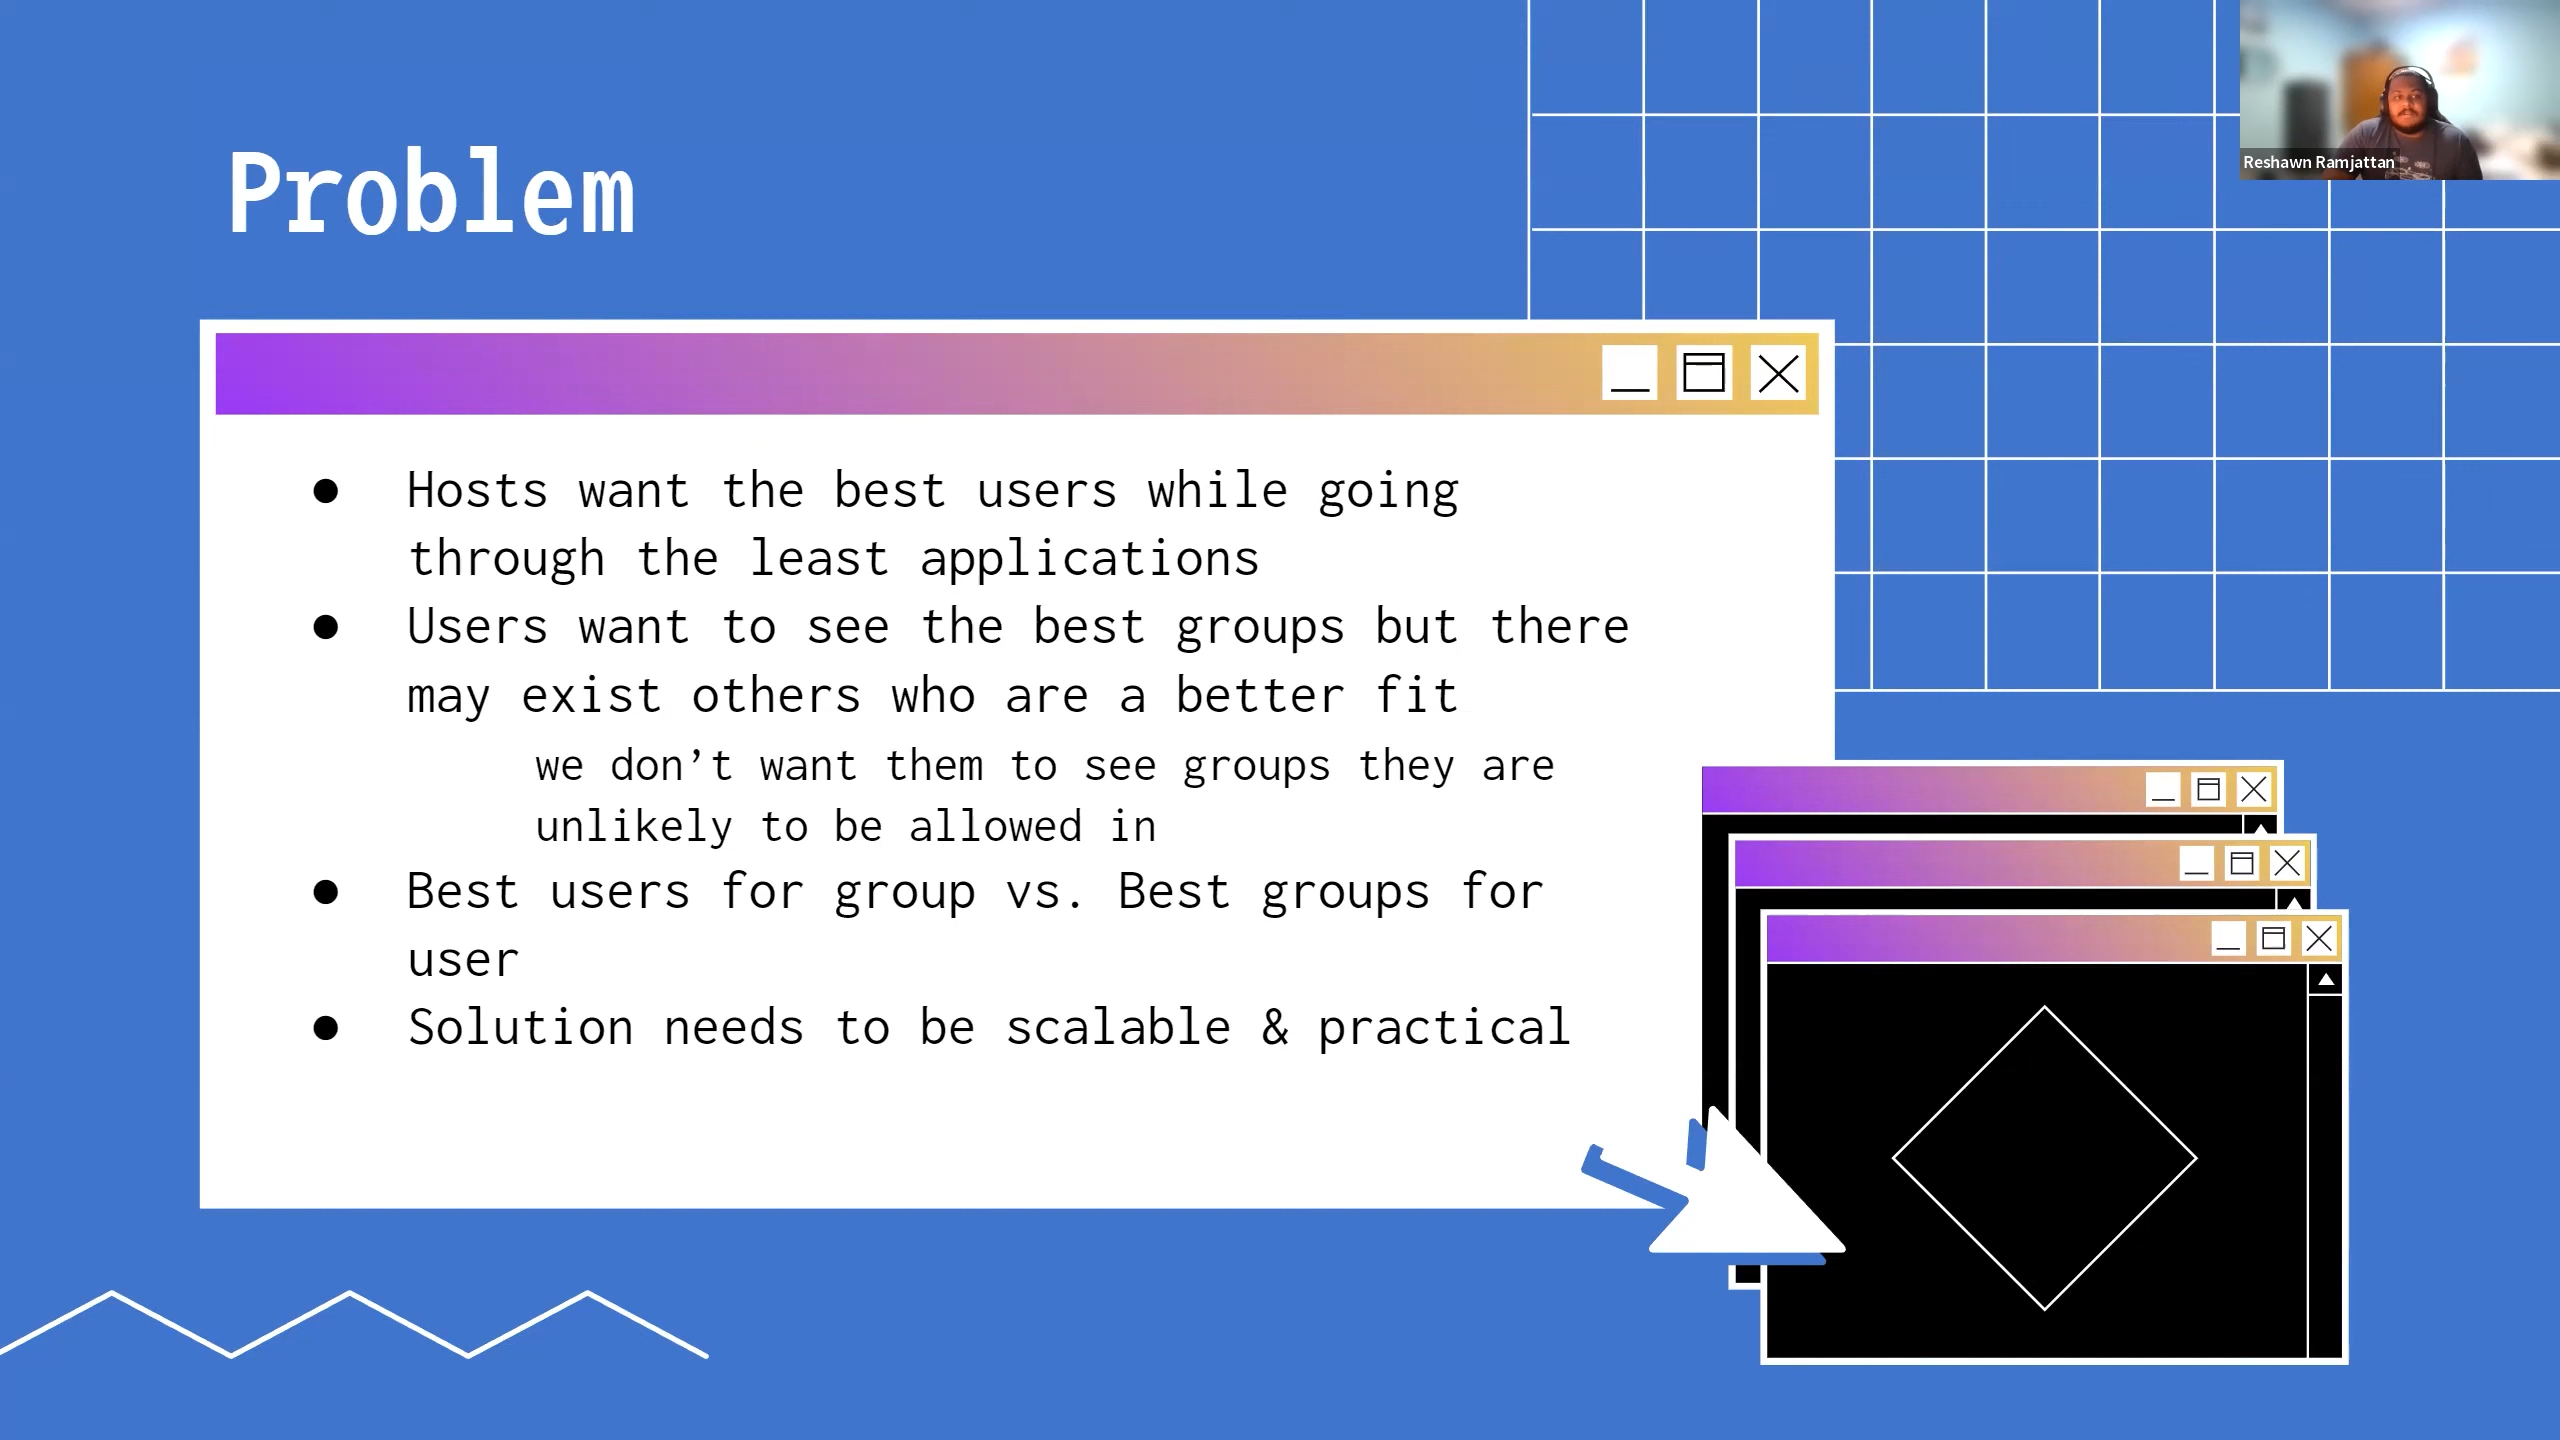 Problem
Reshawn Ramjattan
● Hosts want the best users while going
through the least applications
● Users want to see the best groups but there
may exist others who are a better fit
we don’t want them to see groups they are
unlikely to be allowed in
● Best users for group vs. Best groups for
user
● Solution needs to be scalable & practical